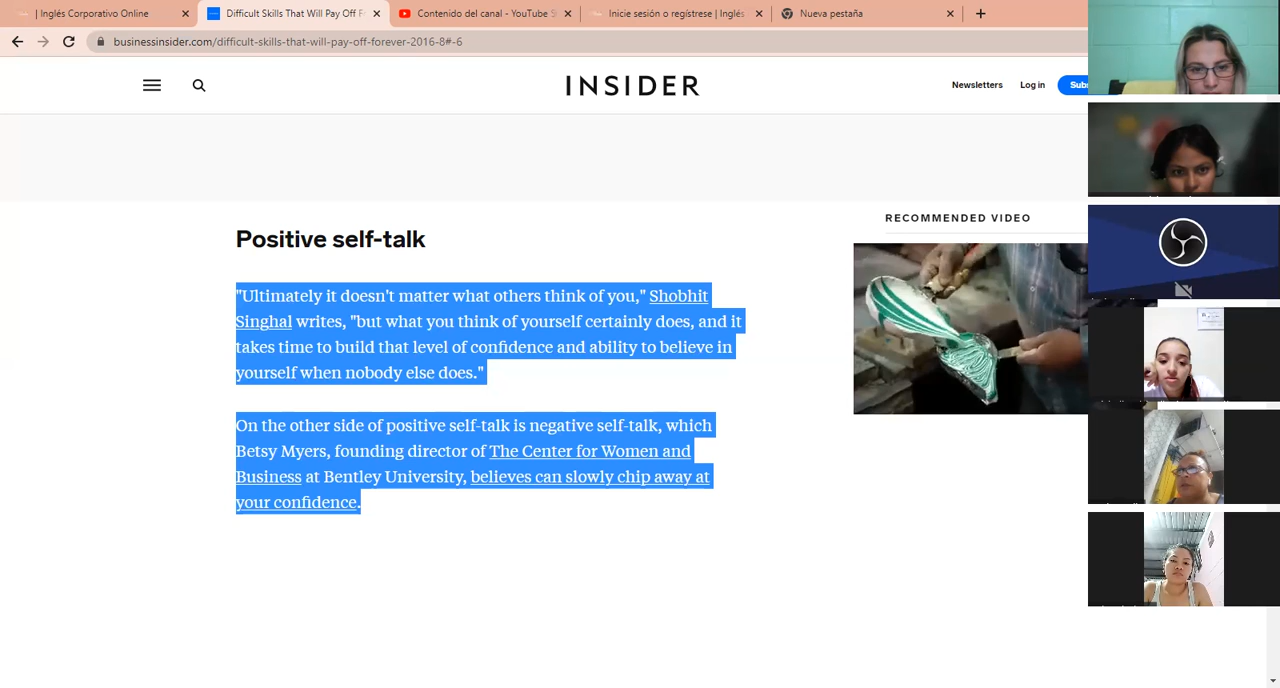 | Inglés Corporativo Online
Difficult Skills That Will Pay Off F
Contenido del canal - YouTube S
Inicie sesión o regístrese | Inglés
Nueva pestaña
businessinsider.com/difficult-skills-that-will-pay-off-forever-2016-8#-6
INSIDER
Newsletters
Log in
Subs
Positive self-talk
"Ultimately it doesn't matter what others think of you," Shobhit
Singhal writes, "but what you think of yourself certainly does, and it
takes time to build that level of confidence and ability to believe in
yourself when nobody else does."
On the other side of positive self-talk is negative self-talk, which
Betsy Myers, founding director of The Center for Women and
Business at Bentley University, believes can slowly chip away at
your confidence.
RECOMMENDED VIDEO